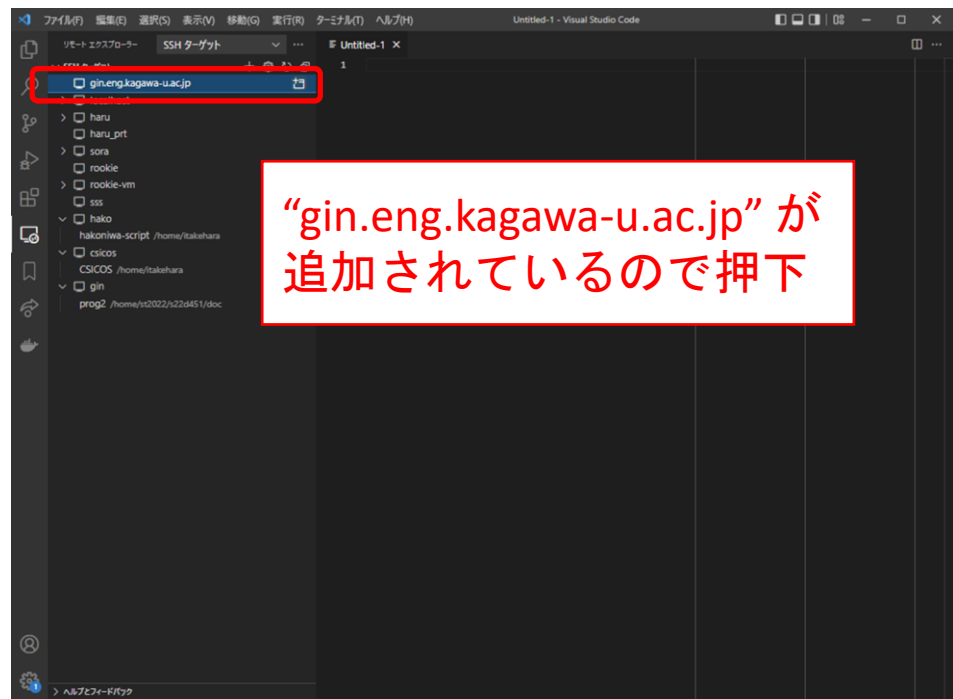 ファイル(F) 編集(E) 選択(S) 表示(V) 移動(G) 実行(R) ターミナル(T) ヘルプ(H) Untitled-1 - Visual Studio Code
リモート エクスプローラー SSH ターゲット
Untitled-1
1
gin.eng.kagawa-u.ac.jp
haru
haru_prt
sora
rookie
rookie-vm
sss
hako
hakoniwa-script /home/itakehara
csicos
CSICOS /home/itakehara
gin
prog2 /home/st2022/s22d451/doc
“gin.eng.kagawa-u.ac.jp” が
追加されているので押下
1
ヘルプとフィードバック